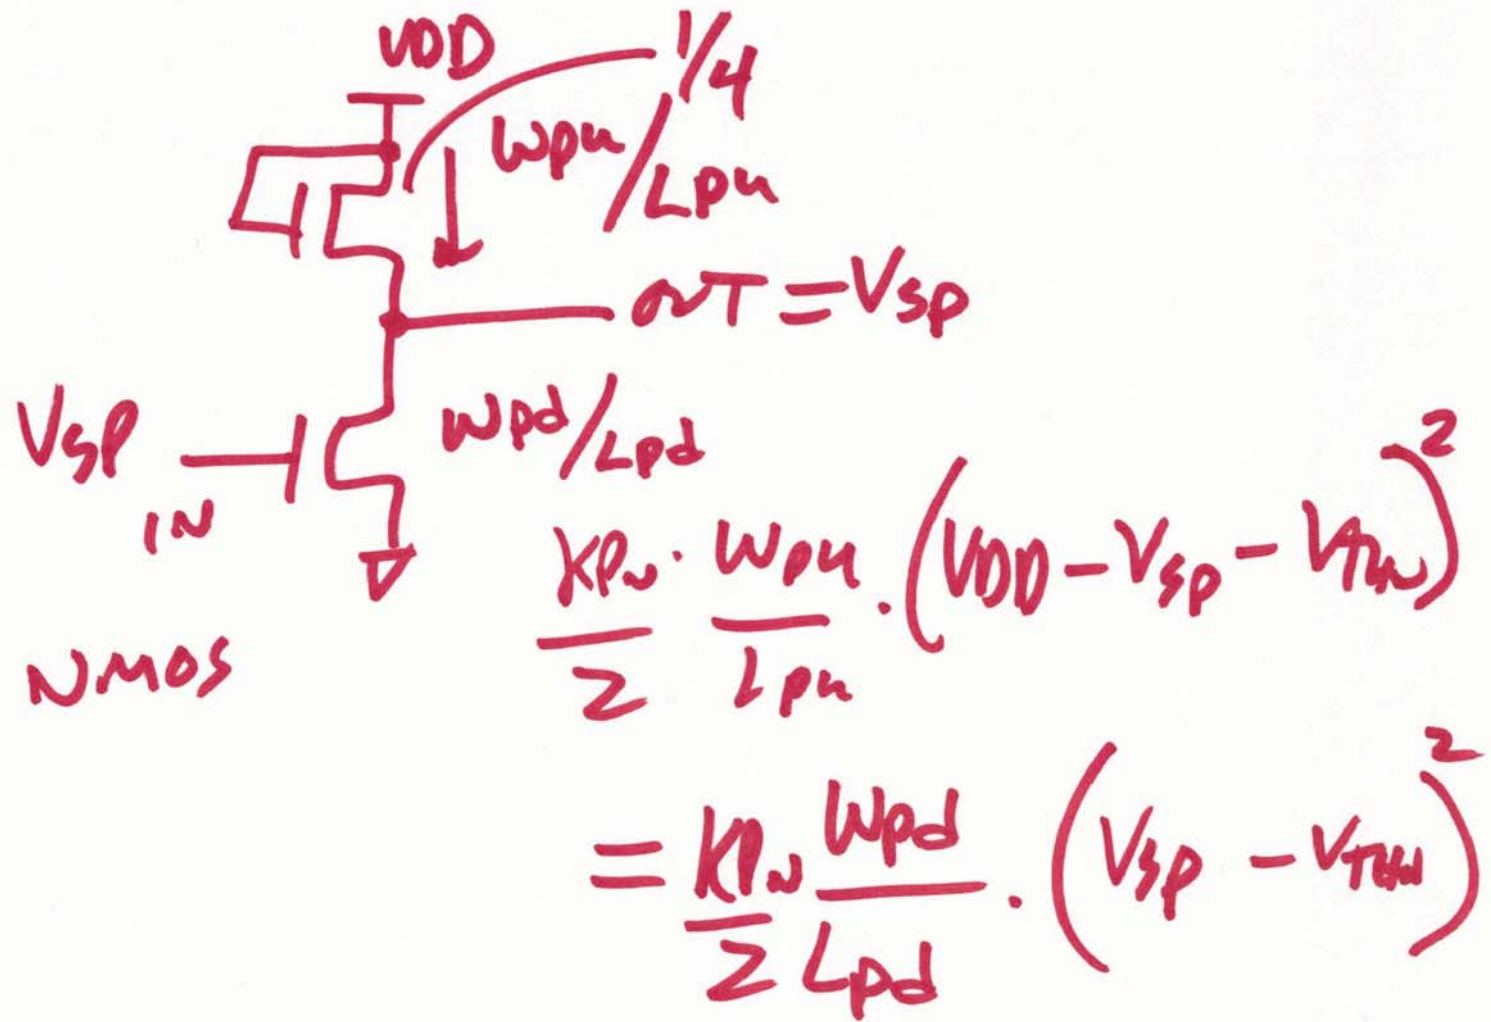 VDD
1/4
Wpu/Lpu
OUT = VSP
VSP
IN
Wpd/Lpd
NMOS
KPN/2 · Wpu/Lpu · (VDD - VSP - VTHN)²
= KPN/2 Wpd/Lpd · (VSP - VTHN)²